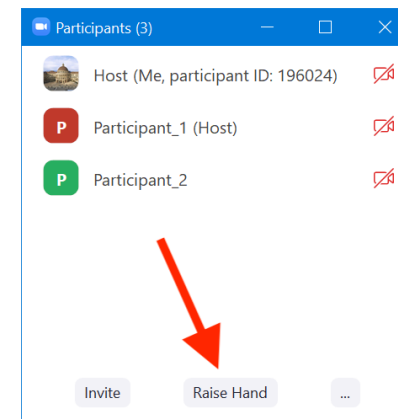 Participants (3)
Host (Me, participant ID: 196024)
P
Participant_1 (Host)
P
Participant_2
Invite
Raise Hand
...